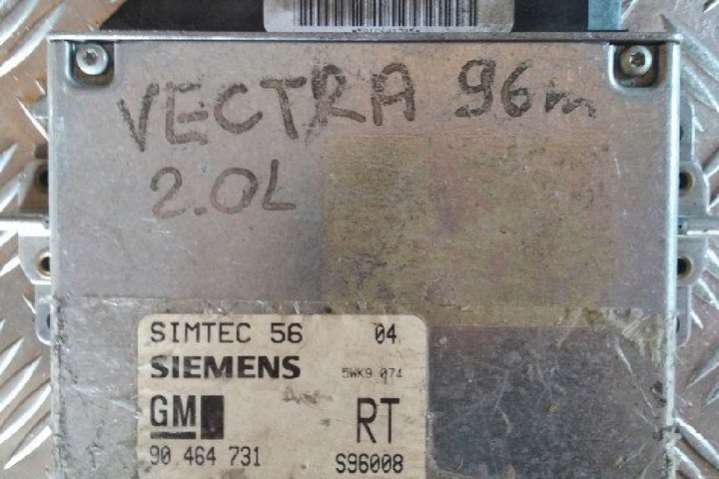 VECTRA 96m
2.0L
SIMTEC 56 04
SIEMENS 5WK9 074
GM RT
90 464 731 S96008